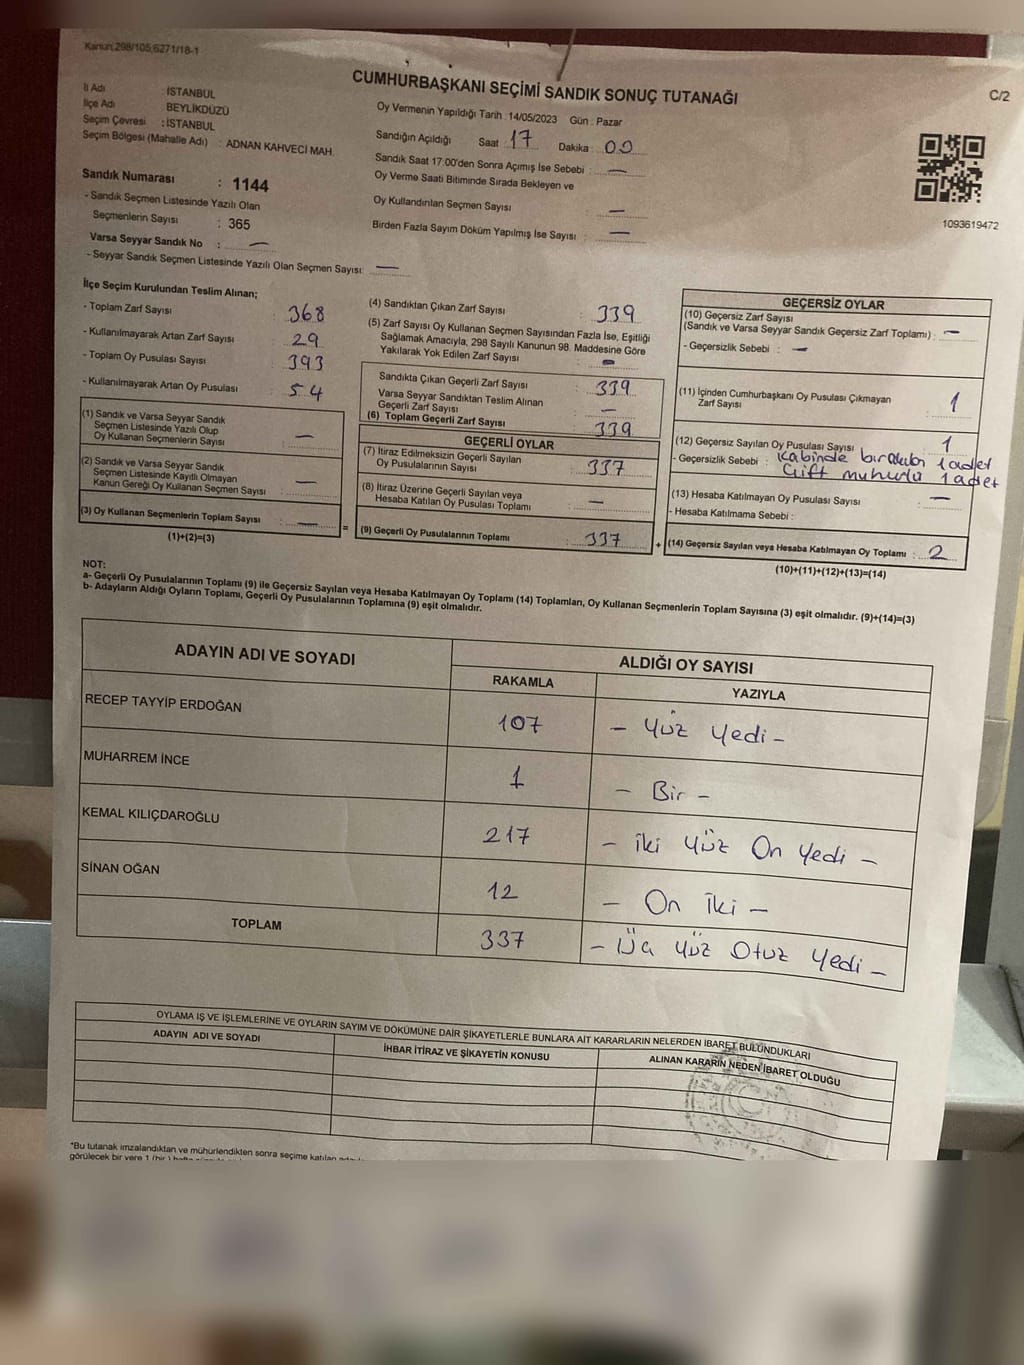 Kanun;298/105,6271/18-1
CUMHURBAŞKANI SEÇİMİ SANDIK SONUÇ TUTANAĞI
C/2
İl Adı : İSTANBUL
İlçe Adı : BEYLİKDÜZÜ
Seçim Çevresi : İSTANBUL
Seçim Bölgesi (Mahalle Adı) : ADNAN KAHVECİ MAH.
Oy Vermenin Yapıldığı Tarih : 14/05/2023 Gün : Pazar
Sandığın Açıldığı Saat 17 Dakika : 00
Sandık Saat 17:00'den Sonra Açımış İse Sebebi : —
Oy Verme Saati Bitiminde Sırada Bekleyen ve
Oy Kullandırılan Seçmen Sayısı : —
Birden Fazla Sayım Döküm Yapılmış İse Sayısı : —
1093619472
Sandık Numarası : 1144
- Sandık Seçmen Listesinde Yazılı Olan
Seçmenlerin Sayısı : 365
Varsa Seyyar Sandık No : —
- Seyyar Sandık Seçmen Listesinde Yazılı Olan Seçmen Sayısı: —
İlçe Seçim Kurulundan Teslim Alınan;
- Toplam Zarf Sayısı : 368
- Kullanılmayarak Artan Zarf Sayısı : 29
- Toplam Oy Pusulası Sayısı : 393
- Kullanılmayarak Artan Oy Pusulası : 54
(1) Sandık ve Varsa Seyyar Sandık
Seçmen Listesinde Yazılı Olup
Oy Kullanan Seçmenlerin Sayısı : —
(2) Sandık ve Varsa Seyyar Sandık
Seçmen Listesinde Kayıtlı Olmayan
Kanun Gereği Oy Kullanan Seçmen Sayısı : —
(3) Oy Kullanan Seçmenlerin Toplam Sayısı : —
(1)+(2)=(3)
=
(4) Sandıktan Çıkan Zarf Sayısı : 339
(5) Zarf Sayısı Oy Kullanan Seçmen Sayısından Fazla İse, Eşitliği
Sağlamak Amacıyla, 298 Sayılı Kanunun 98. Maddesine Göre
Yakılarak Yok Edilen Zarf Sayısı : —
Sandıkta Çıkan Geçerli Zarf Sayısı : 339
Varsa Seyyar Sandıktan Teslim Alınan
Geçerli Zarf Sayısı : —
(6) Toplam Geçerli Zarf Sayısı : 339
GEÇERLİ OYLAR
(7) İtiraz Edilmeksizin Geçerli Sayılan
Oy Pusulalarının Sayısı : 337
(8) İtiraz Üzerine Geçerli Sayılan veya
Hesaba Katılan Oy Pusulası Toplamı : —
(9) Geçerli Oy Pusulalarının Toplamı : 337
+
GEÇERSİZ OYLAR
(10) Geçersiz Zarf Sayısı
(Sandık ve Varsa Seyyar Sandık Geçersiz Zarf Toplamı) : —
- Geçersizlik Sebebi : —
(11) İçinden Cumhurbaşkanı Oy Pusulası Çıkmayan
Zarf Sayısı : 1
(12) Geçersiz Sayılan Oy Pusulası Sayısı : 1
- Geçersizlik Sebebi : Kabinde 1 adet
Çift mühürlü 1 adet
(13) Hesaba Katılmayan Oy Pusulası Sayısı : —
- Hesaba Katılmama Sebebi :
(14) Geçersiz Sayılan veya Hesaba Katılmayan Oy Toplamı : 2
(10)+(11)+(12)+(13)=(14)
NOT:
a- Geçerli Oy Pusulalarının Toplamı (9) ile Geçersiz Sayılan veya Hesaba Katılmayan Oy Toplamı (14) Toplamları, Oy Kullanan Seçmenlerin Toplam Sayısına (3) eşit olmalıdır. (9)+(14)=(3)
b- Adayların Aldığı Oyların Toplamı, Geçerli Oy Pusulalarının Toplamına (9) eşit olmalıdır.
ADAYIN ADI VE SOYADI
ALDIĞI OY SAYISI
RAKAMLA YAZIYLA
RECEP TAYYİP ERDOĞAN 107 - Yüz Yedi -
MUHARREM İNCE 1 - Bir -
KEMAL KILIÇDAROĞLU 217 - İki Yüz On Yedi -
SİNAN OĞAN 12 - On İki -
TOPLAM 337 - Üç Yüz Otuz Yedi -
OYLAMA İŞ VE İŞLEMLERİNE VE OYLARIN SAYIM VE DÖKÜMÜNE DAİR ŞİKAYETLERLE BUNLARA AİT KARARLARIN NELERDEN İBARET BULUNDUKLARI
ADAYIN ADI VE SOYADI İHBAR İTİRAZ VE ŞİKAYETİN KONUSU ALINAN KARARIN NEDEN İBARET OLDUĞU
*Bu tutanak imzalandıktan ve mühürlendikten sonra seçime katılan
görülecek bir yere 1 (bir)